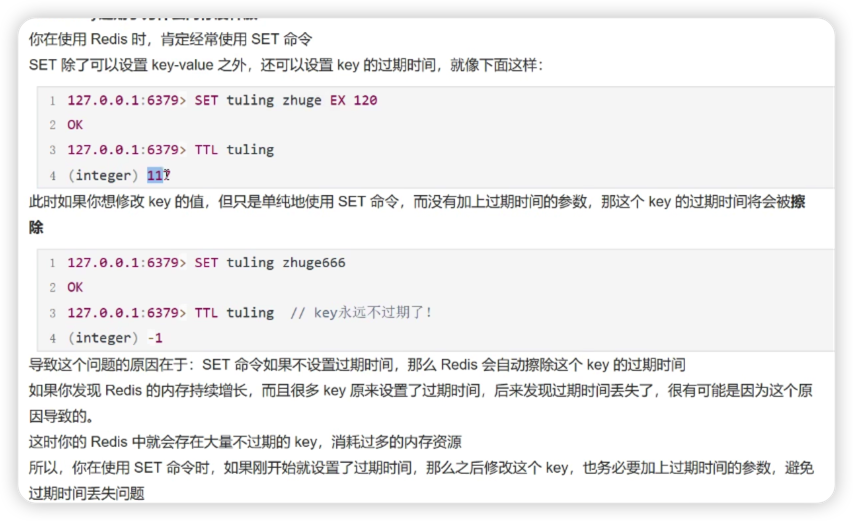 你在使用 Redis 时，肯定经常使用 SET 命令
SET 除了可以设置 key-value 之外，还可以设置 key 的过期时间，就像下面这样：
1 127.0.0.1:6379> SET tuling zhuge EX 120
2 OK
3 127.0.0.1:6379> TTL tuling
4 (integer) 11
此时如果你想修改 key 的值，但只是单纯地使用 SET 命令，而没有加上过期时间的参数，那这个 key 的过期时间将会被擦
除
1 127.0.0.1:6379> SET tuling zhuge666
2 OK
3 127.0.0.1:6379> TTL tuling // key永远不过期了！
4 (integer) -1
导致这个问题的原因在于：SET 命令如果不设置过期时间，那么 Redis 会自动擦除这个 key 的过期时间
如果你发现 Redis 的内存持续增长，而且很多 key 原来设置了过期时间，后来发现过期时间丢失了，很有可能是因为这个原
因导致的。
这时你的 Redis 中就会存在大量不过期的 key，消耗过多的内存资源
所以，你在使用 SET 命令时，如果刚开始就设置了过期时间，那么之后修改这个 key，也务必要加上过期时间的参数，避免
过期时间丢失问题